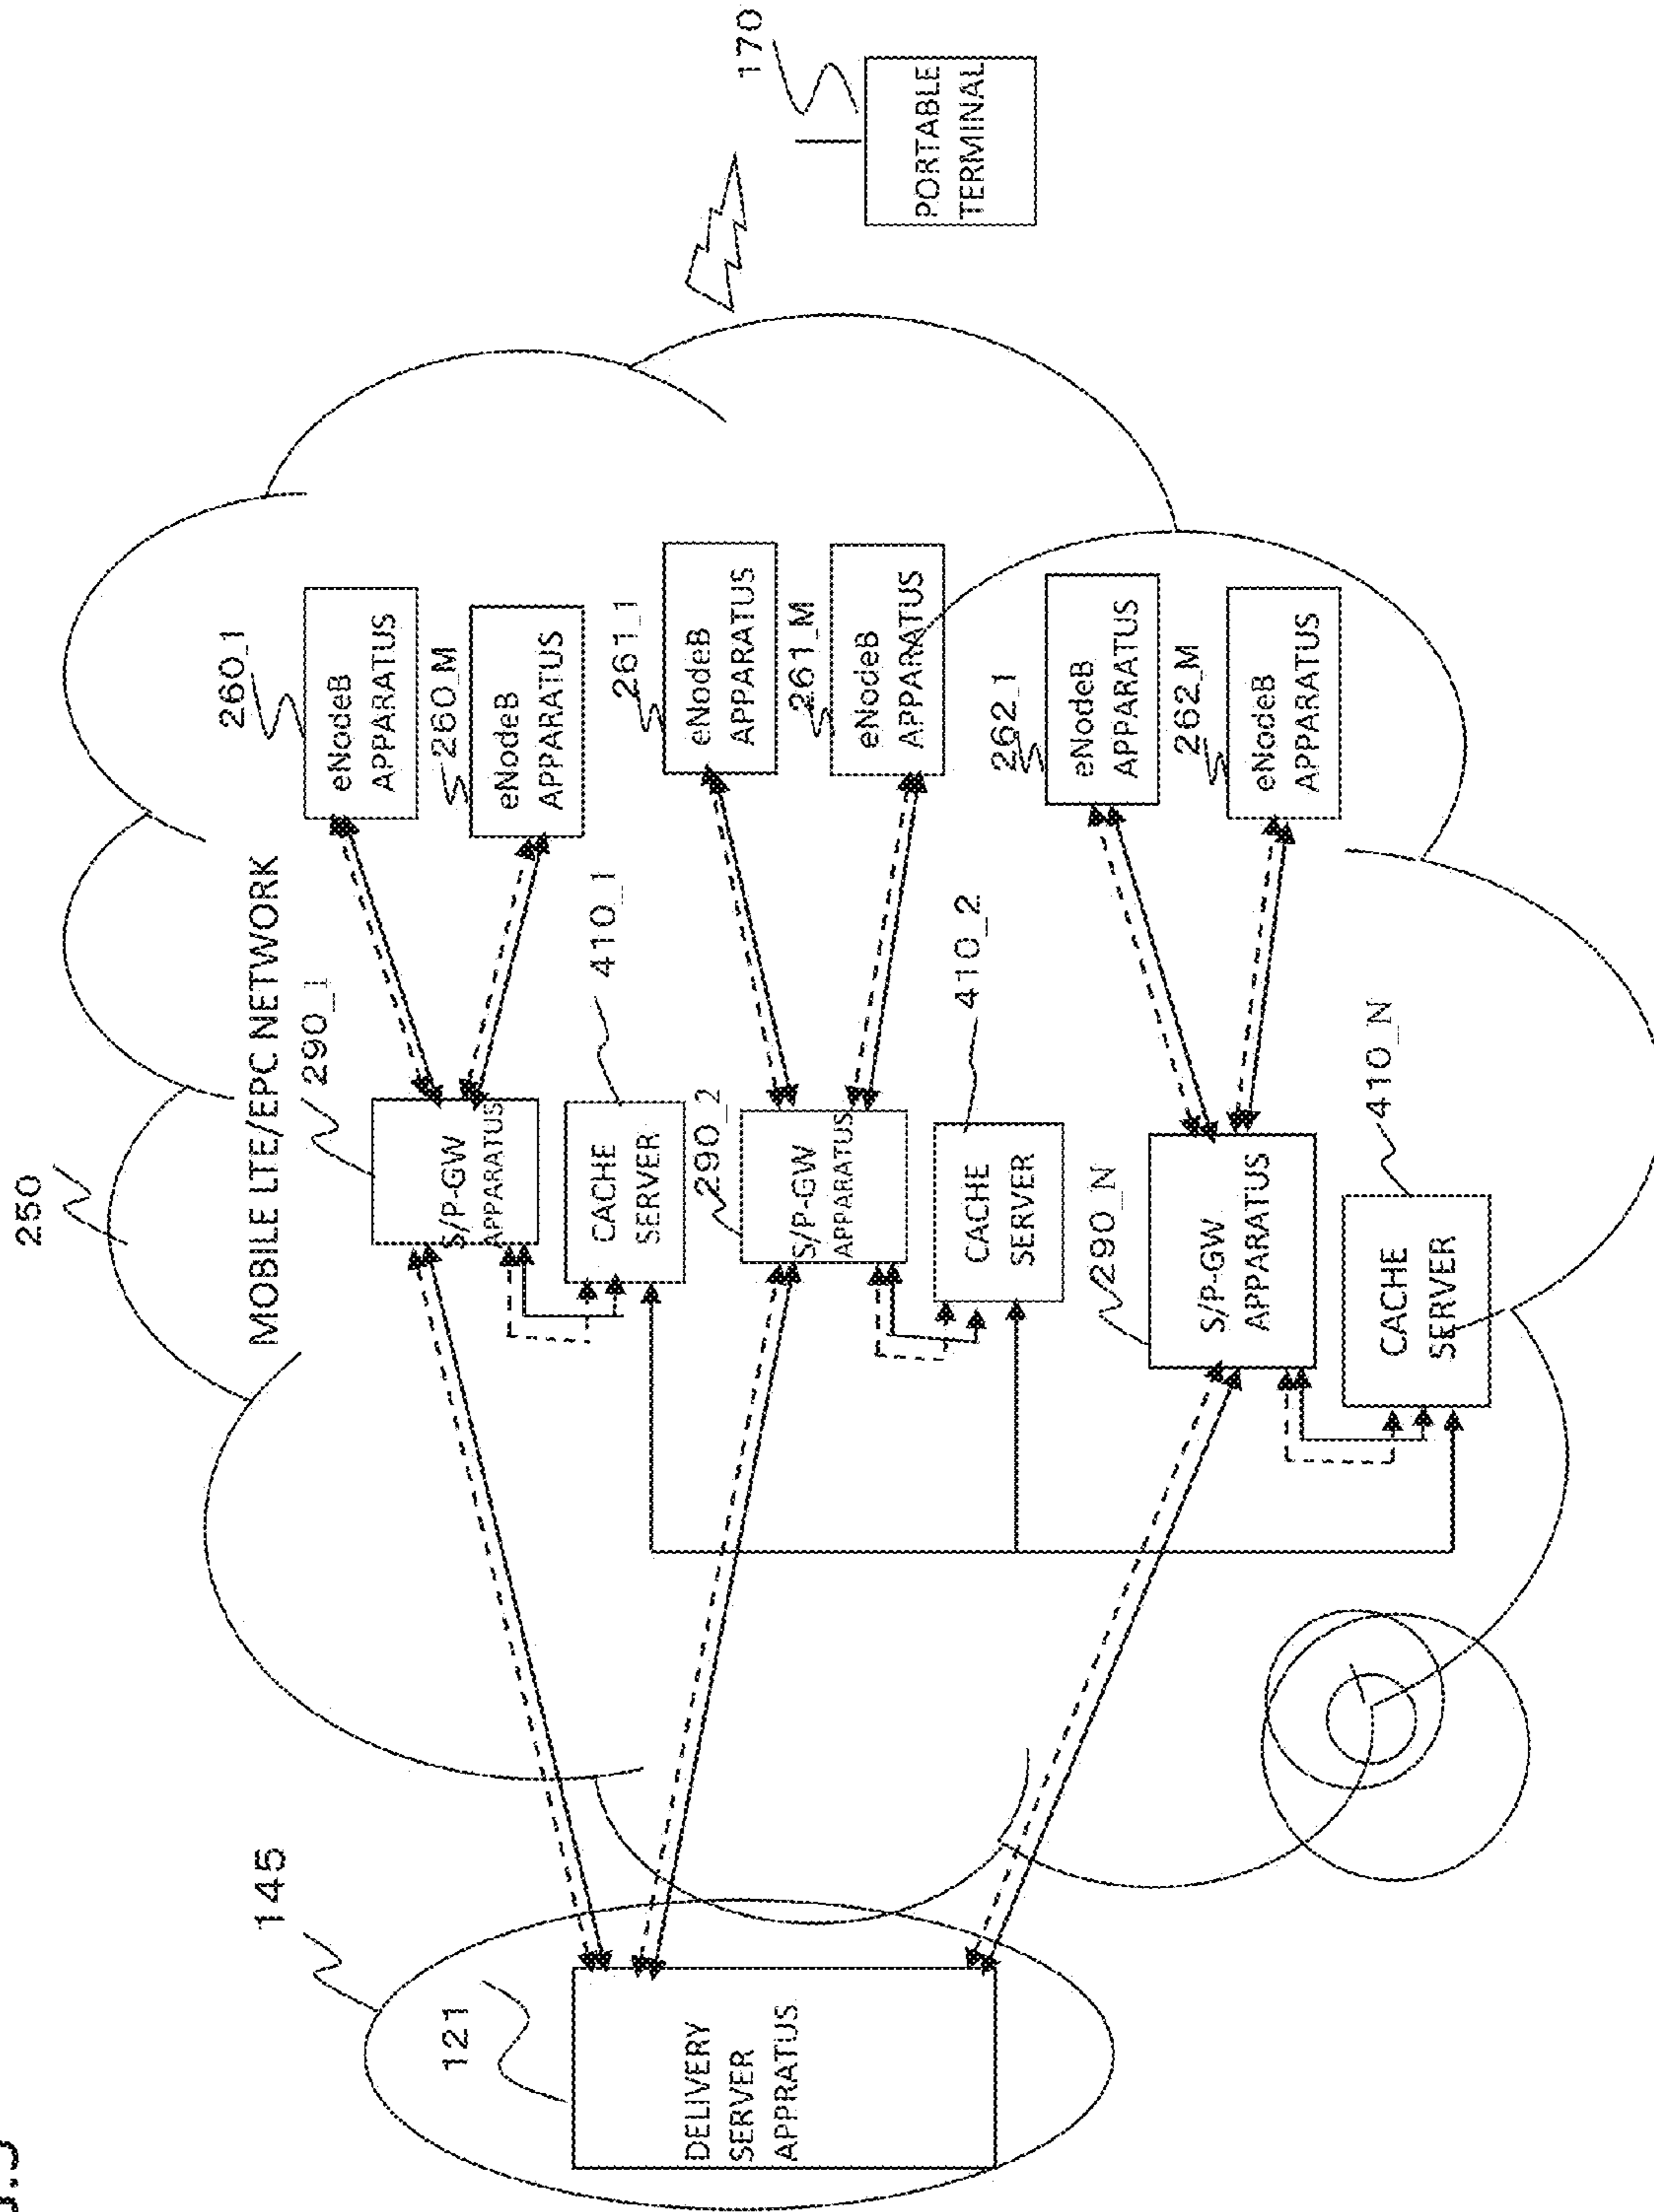 250
MOBILE LTE/EPC NETWORK
145
121
DELIVERY
SERVER
APPRATUS
290_1
S/P-GW
APPARATUS
410_1
CACHE
SERVER
290_2
S/P-GW
APPARATUS
410_2
CACHE
SERVER
290_N
S/P-GW
APPARATUS
410_N
CACHE
SERVER
260_1
eNodeB
APPARATUS
260_M
eNodeB
APPARATUS
261_1
eNodeB
APPARATUS
261_M
eNodeB
APPARATUS
262_1
eNodeB
APPARATUS
262_M
eNodeB
APPARATUS
170
PORTABLE
TERMINAL